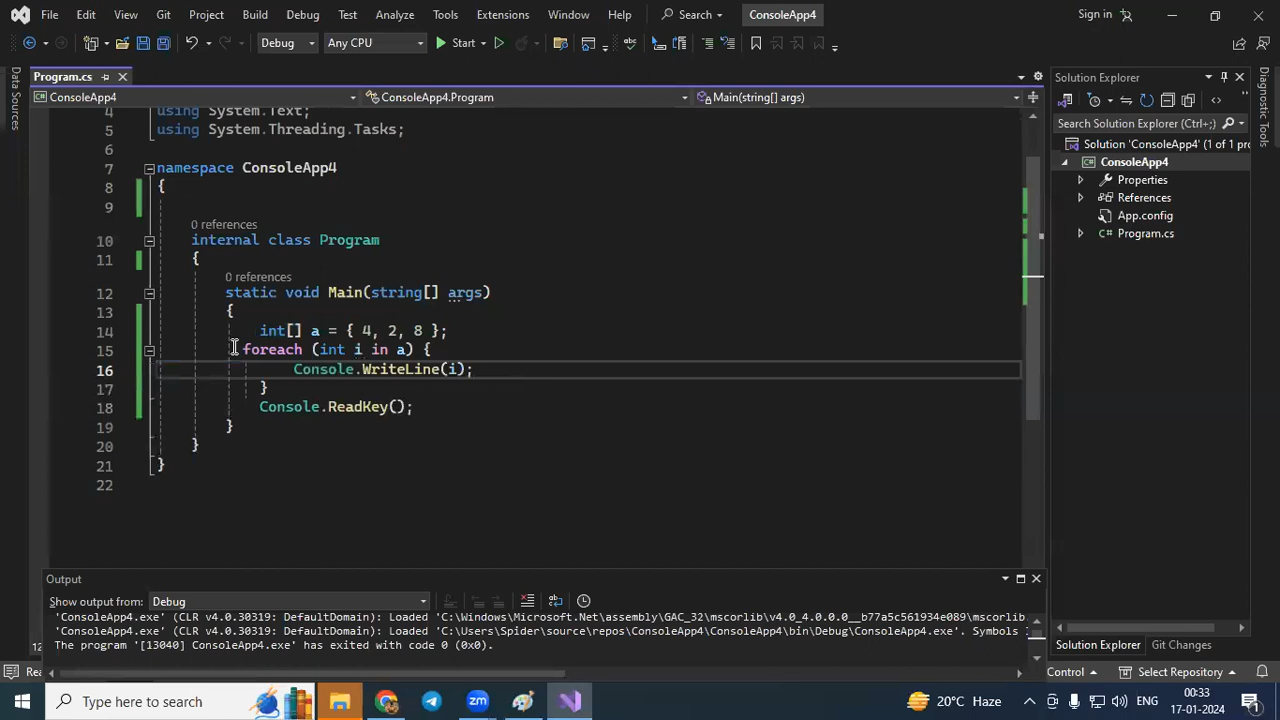 File Edit View Git Project Build Debug Test Analyze Tools Extensions Window Help Search ConsoleApp4 Sign in
Debug Any CPU Start
Program.cs
ConsoleApp4 ConsoleApp4.Program Main(string[] args)
4 using System.Text;
5 using System.Threading.Tasks;
6
7 namespace ConsoleApp4
8 {
9
0 references
10 internal class Program
11 {
0 references
12 static void Main(string[] args)
13 {
14 int[] a = { 4, 2, 8 };
15 foreach (int i in a) {
16 Console.WriteLine(i);
17 }
18 Console.ReadKey();
19 }
20 }
21 }
22
Data Sources
Solution Explorer
Search Solution Explorer (Ctrl+;)
Solution 'ConsoleApp4' (1 of 1 pro
ConsoleApp4
Properties
References
App.config
Program.cs
Diagnostic Tools
Output
Show output from: Debug
'ConsoleApp4.exe' (CLR v4.0.30319: DefaultDomain): Loaded 'C:\Windows\Microsoft.Net\assembly\GAC_32\mscorlib\v4.0_4.0.0.0__b77a5c561934e089\mscorlib
'ConsoleApp4.exe' (CLR v4.0.30319: DefaultDomain): Loaded 'C:\Users\Spider\source\repos\ConsoleApp4\ConsoleApp4\bin\Debug\ConsoleApp4.exe'. Symbols
The program '[13040] ConsoleApp4.exe' has exited with code 0 (0x0).
Solution Explorer Git Changes
Control Select Repository
Type here to search
20°C Haze
ENG
00:33
17-01-2024